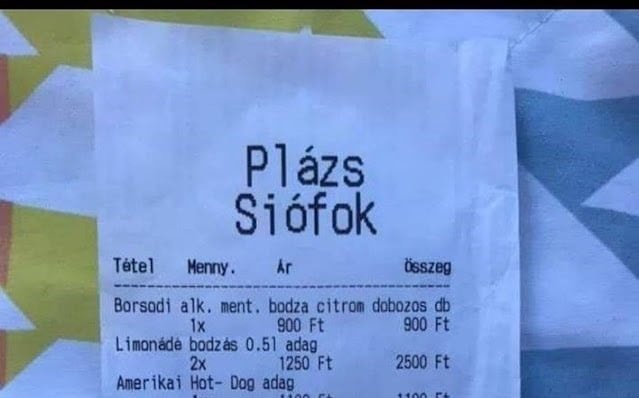 Plázs
Siófok
Tétel Menny. Ár Összeg
Borsodi alk. ment. bodza citrom dobozos db
1x 900 Ft 900 Ft
Limonádé bodzás 0.5l adag
2x 1250 Ft 2500 Ft
Amerikai Hot- Dog adag